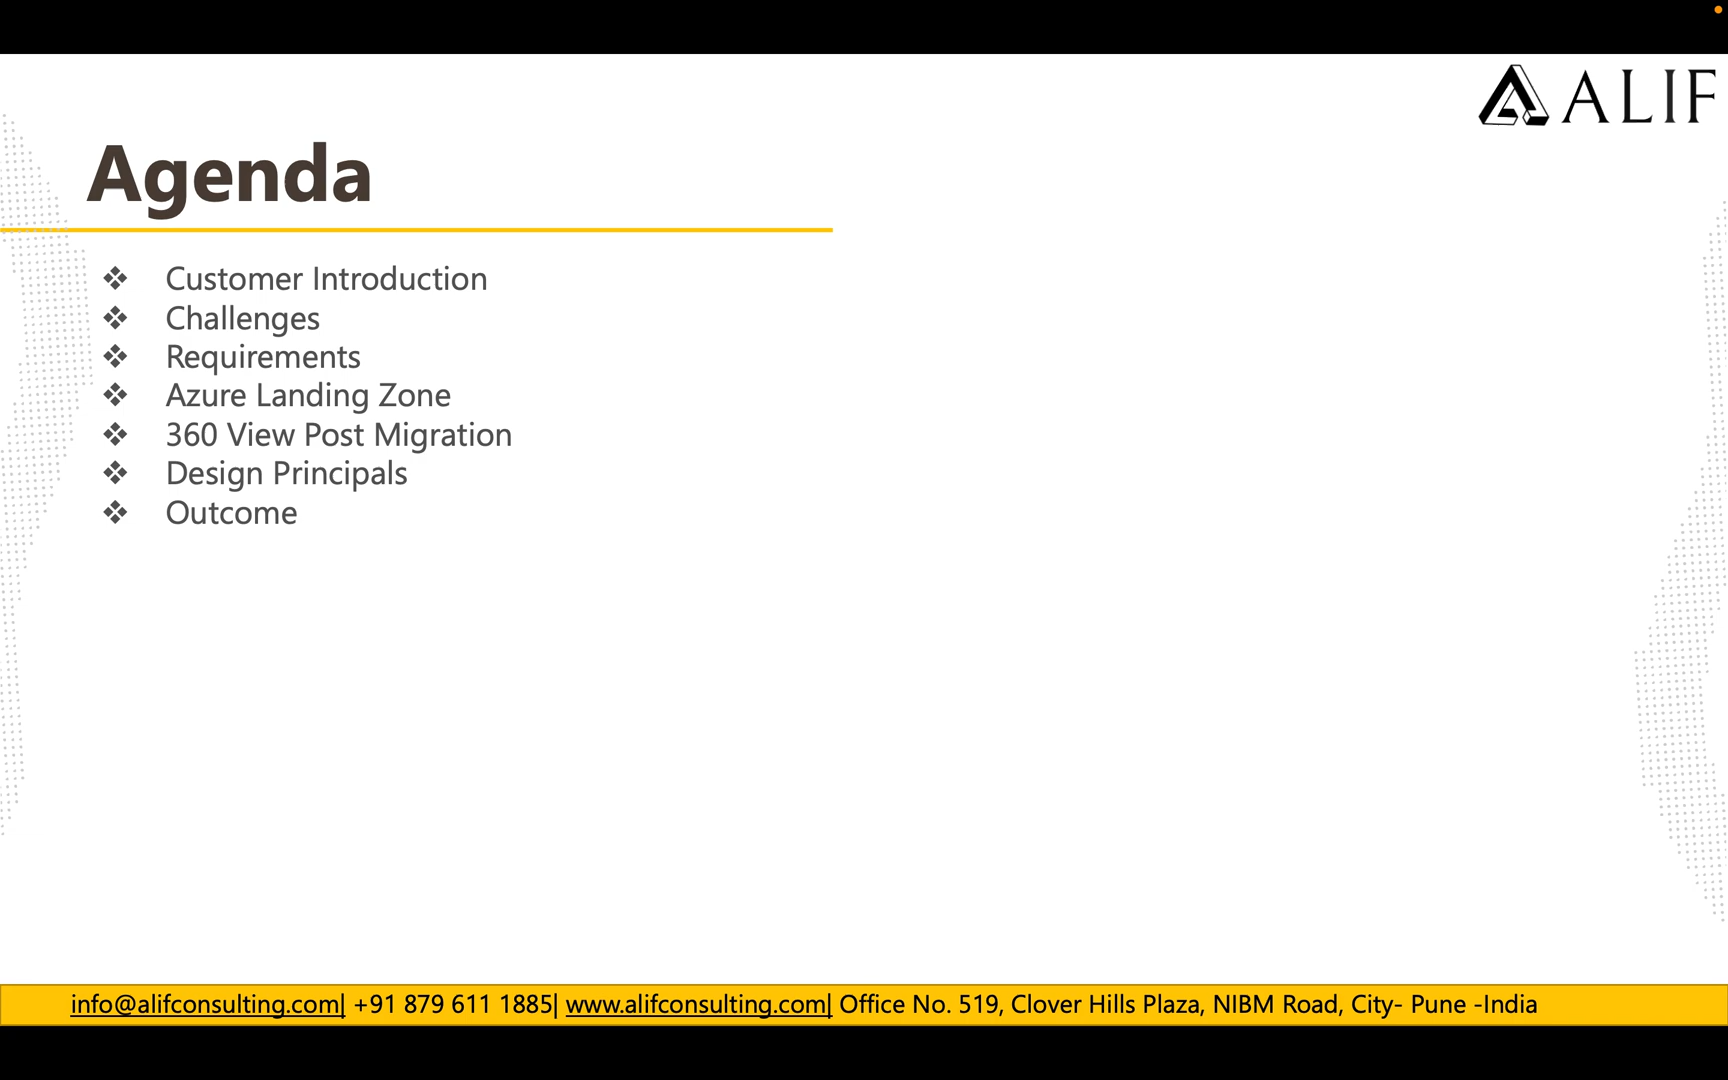 ALIF
Agenda
❖ Customer Introduction
❖ Challenges
❖ Requirements
❖ Azure Landing Zone
❖ 360 View Post Migration
❖ Design Principals
❖ Outcome
info@alifconsulting.com| +91 879 611 1885| www.alifconsulting.com| Office No. 519, Clover Hills Plaza, NIBM Road, City- Pune -India